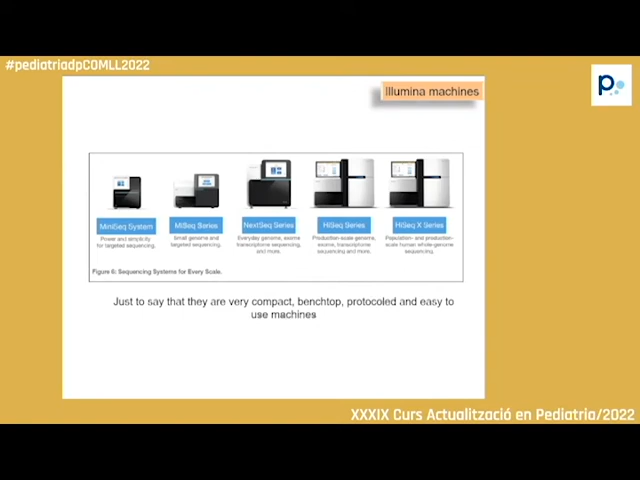 #pediatriadpCOMLL2022
p
Illumina machines
MiniSeq System
MiSeq Series
NextSeq Series
HiSeq Series
HiSeq X Series
Power and simplicity
for targeted sequencing.
Small genome and
targeted sequencing.
Everyday genome, exome
transcriptome sequencing,
and more.
Production-scale genome,
exome, transcriptome
sequencing and more.
Population- and production-
scale human whole-genome
sequencing.
Figure 6: Sequencing Systems for Every Scale.
Just to say that they are very compact, benchtop, protocoled and easy to
use machines
XXXIX Curs Actualització en Pediatria/2022